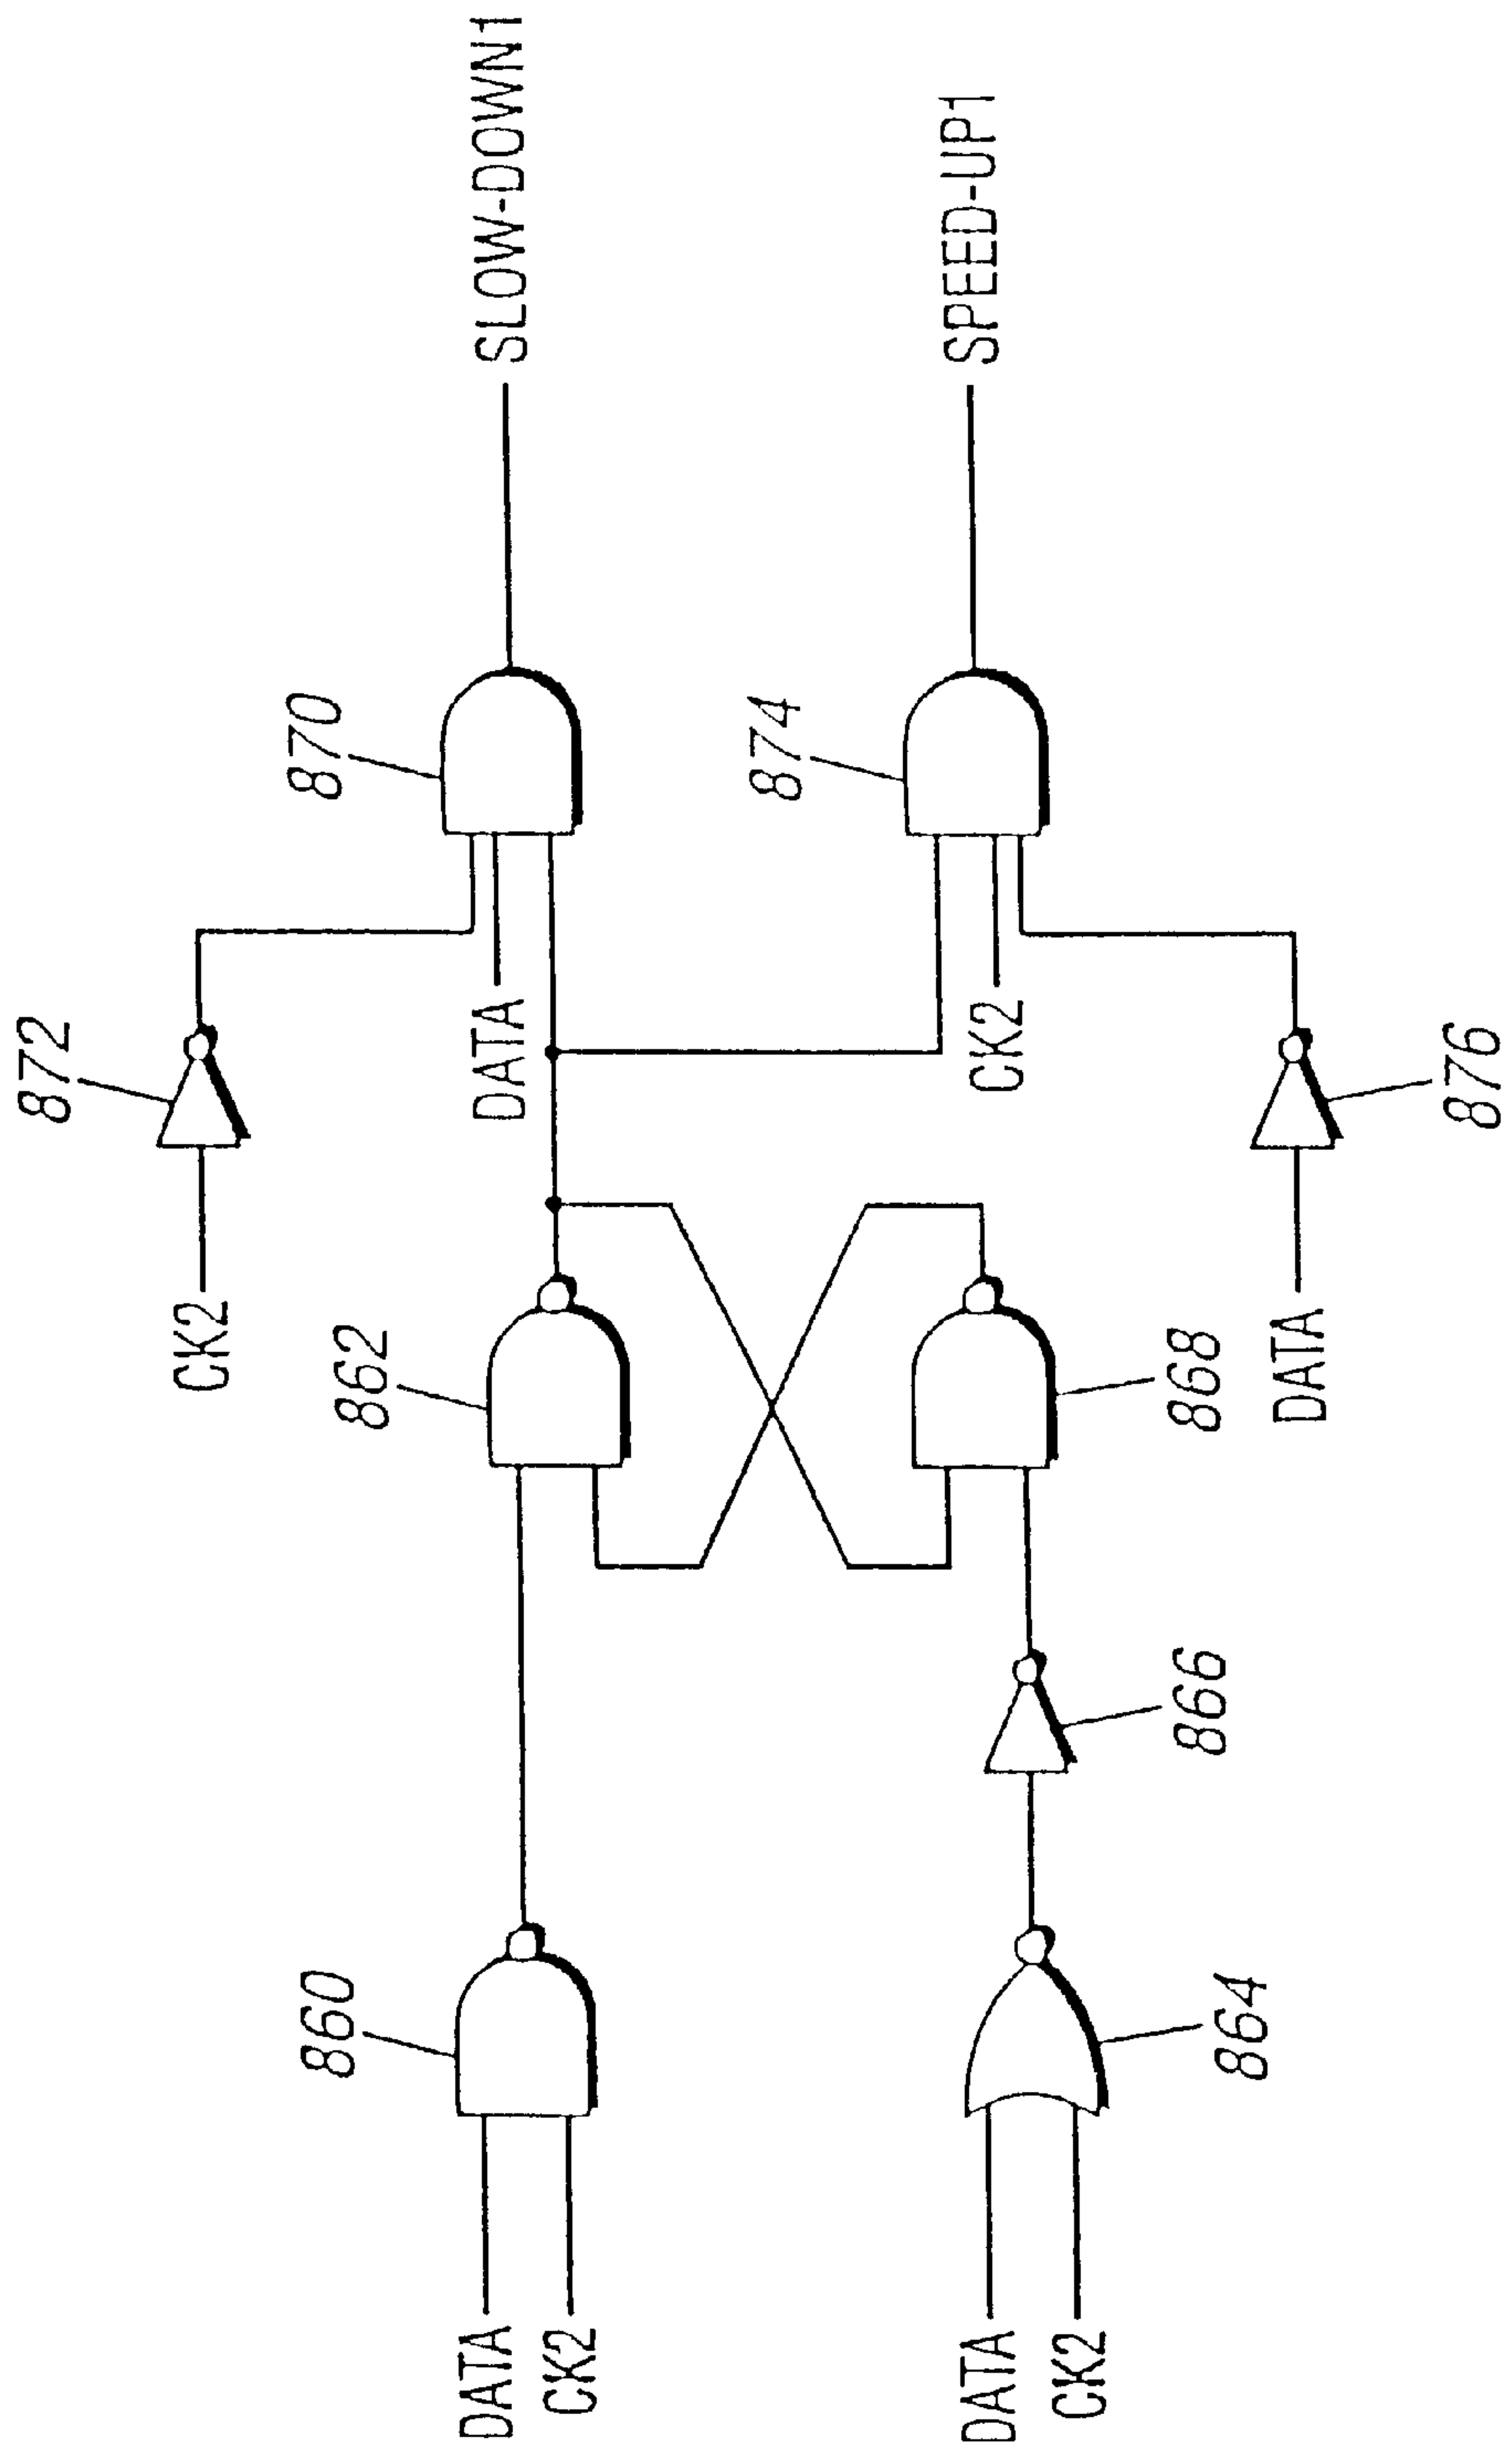 872
CK2
870
SLOW-DOWN1
DATA
860
862
DATA
CK2
874
SPEED-UP1
CK2
DATA
CK2
864
866
868
DATA
876